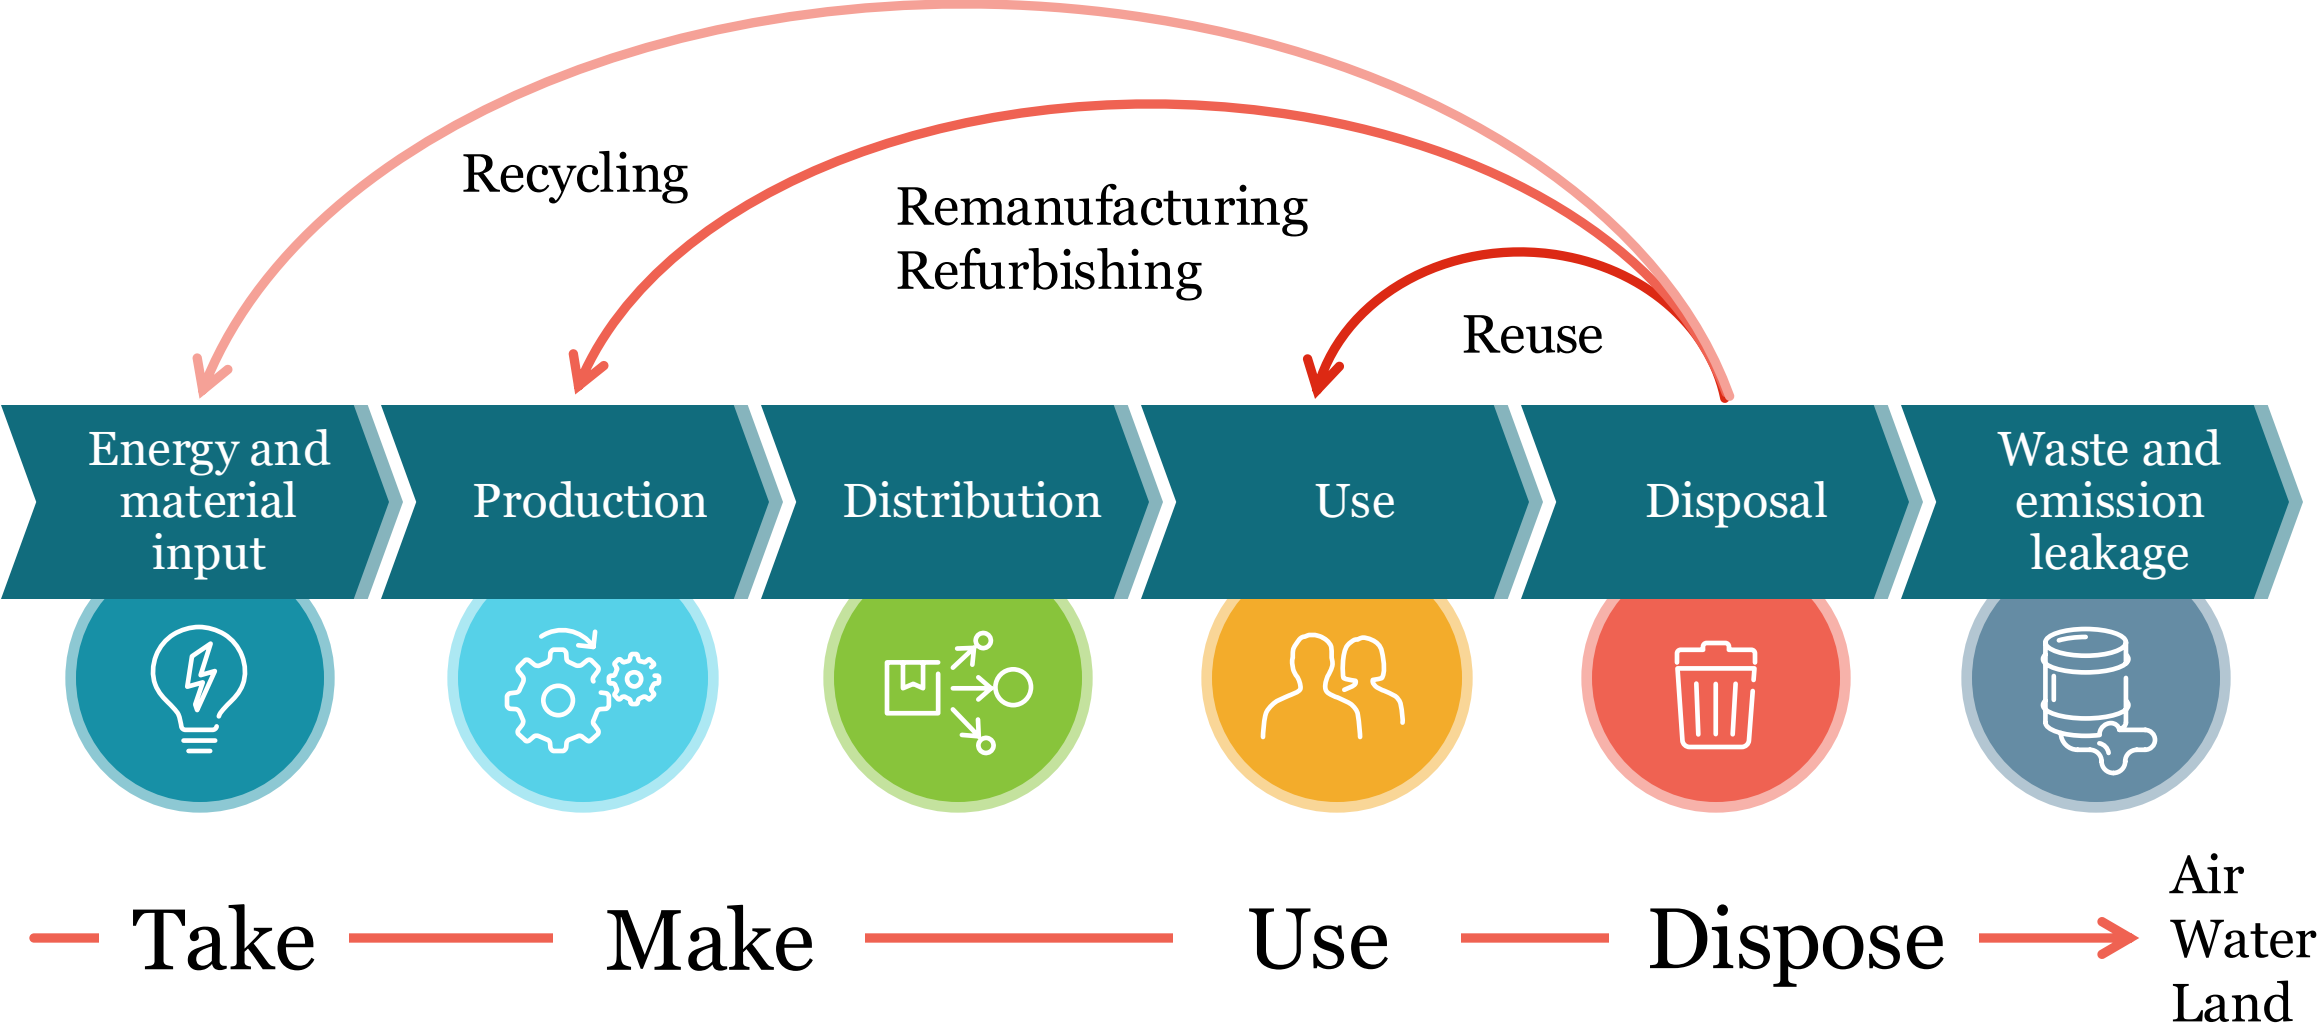 Recycling
Remanufacturing
Refurbishing
Reuse
Energy and
material
input
Production
Distribution
Use
Disposal
Waste and
emission
leakage
Take
Make
Use
Dispose
Air
Water
Land